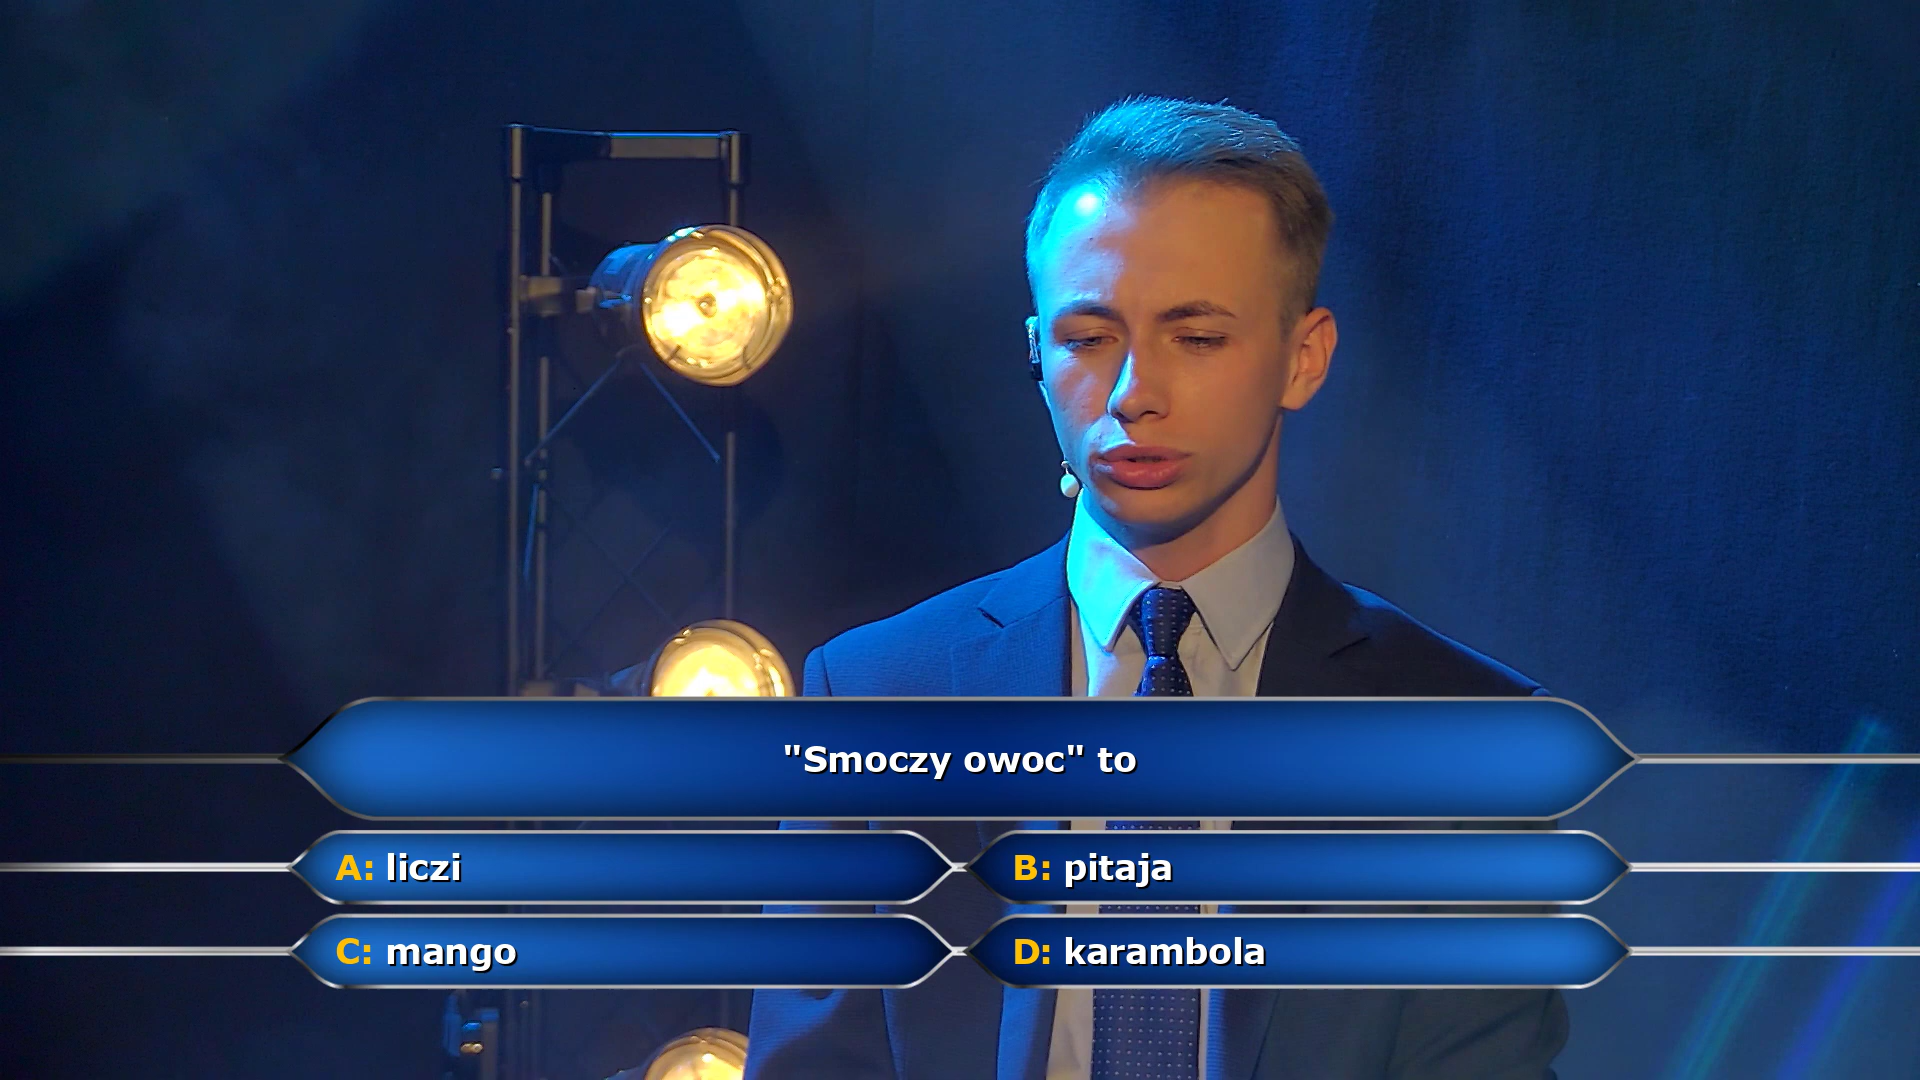 "Smoczy owoc" to
A: liczi
B: pitaja
C: mango
D: karambola